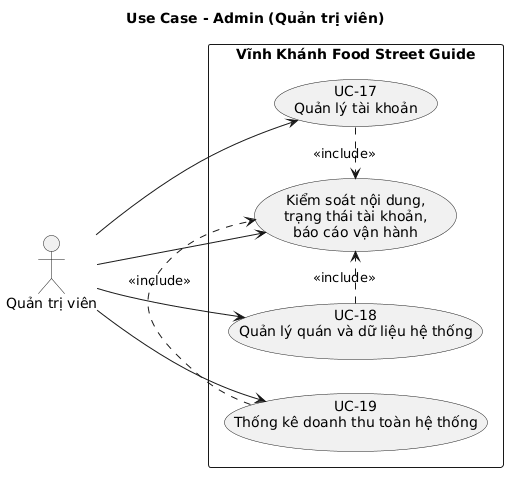 Use Case - Admin (Quản trị viên)
Vĩnh Khánh Food Street Guide
UC-17
Quản lý tài khoản
«include»
Kiểm soát nội dung,
trạng thái tài khoản,
báo cáo vận hành
«include»
«include»
Quản trị viên
UC-18
Quản lý quán và dữ liệu hệ thống
UC-19
Thống kê doanh thu toàn hệ thống